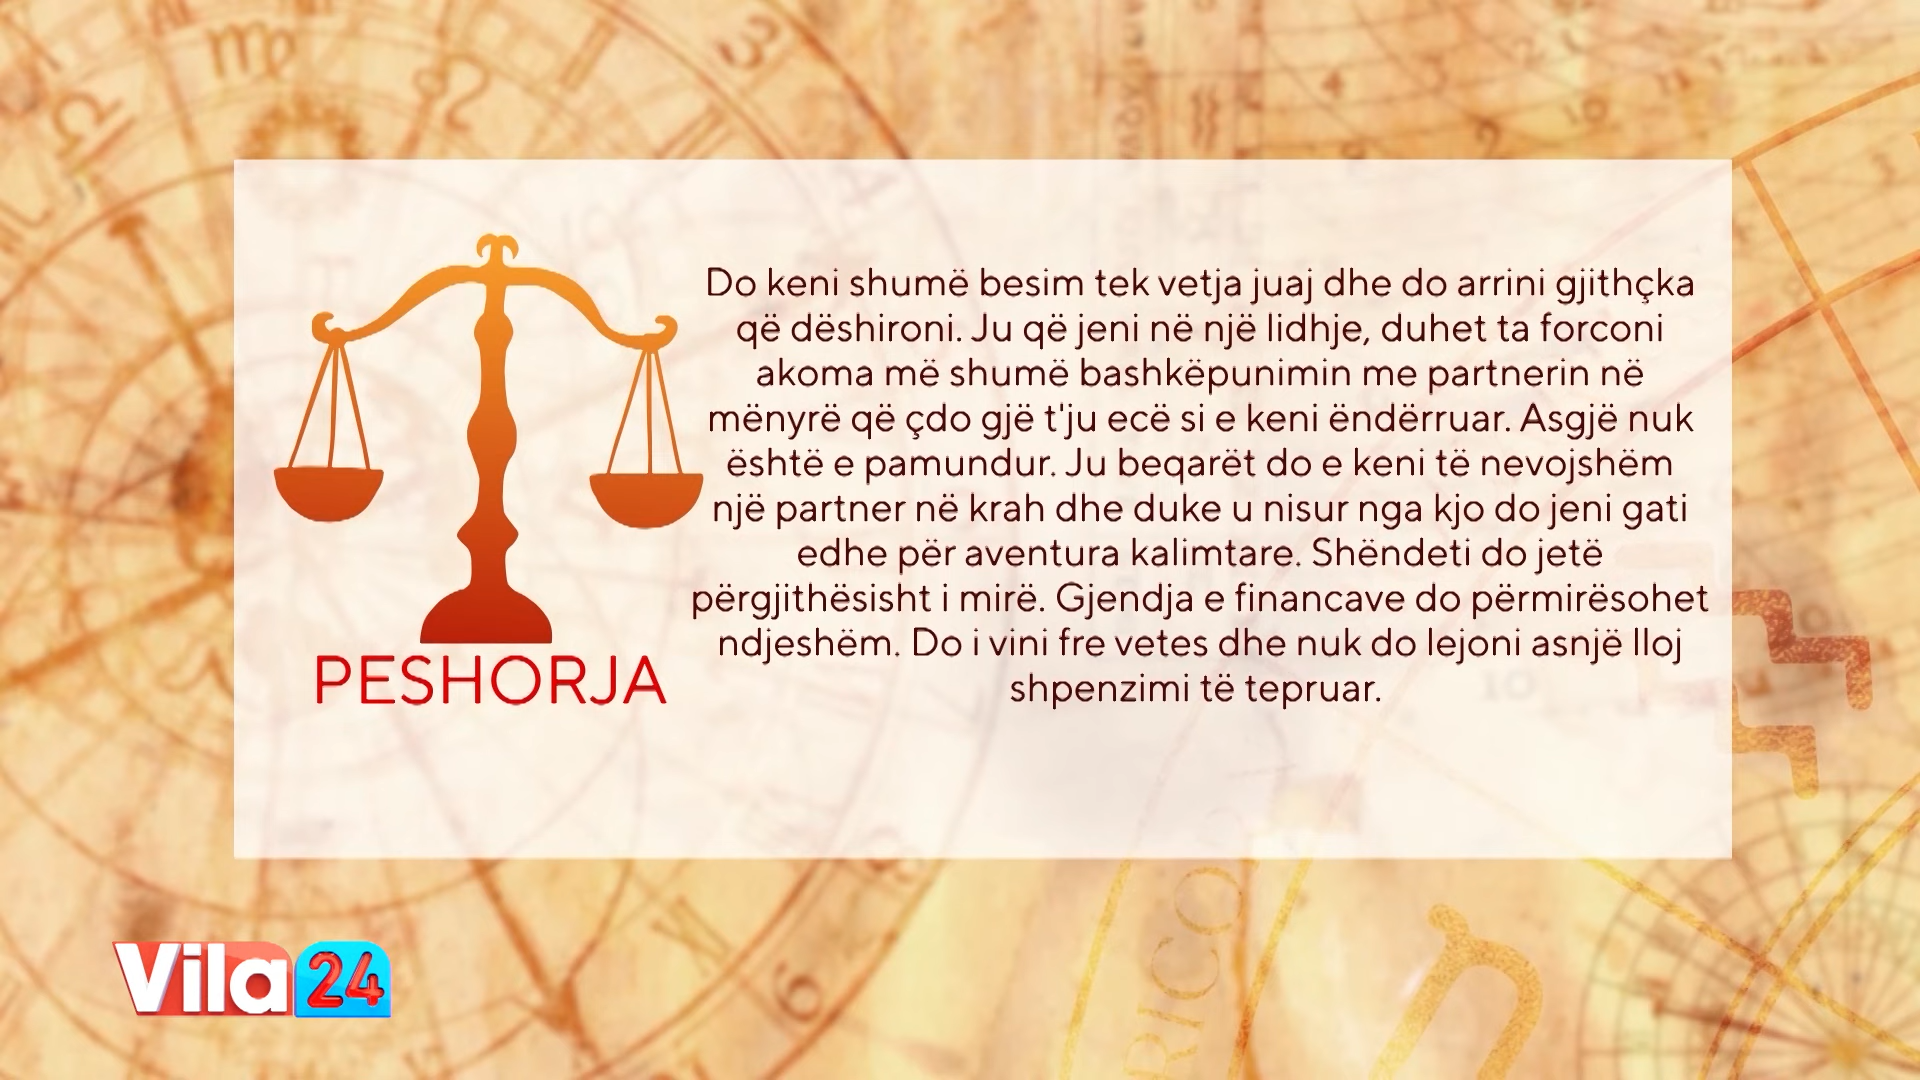 Do keni shumë besim tek vetja juaj dhe do arrini gjithçka
që dëshironi. Ju që jeni në një lidhje, duhet ta forconi
akoma më shumë bashkëpunimin me partnerin në
mënyrë që çdo gjë t'ju ecë si e keni ëndërruar. Asgjë nuk
është e pamundur. Ju beqarët do e keni të nevojshëm
një partner në krah dhe duke u nisur nga kjo do jeni gati
edhe për aventura kalimtare. Shëndeti do jetë
përgjithësisht i mirë. Gjendja e financave do përmirësohet
ndjeshëm. Do i vini fre vetes dhe nuk do lejoni asnjë lloj
shpenzimi të tepruar.
PESHORJA
Vila 24